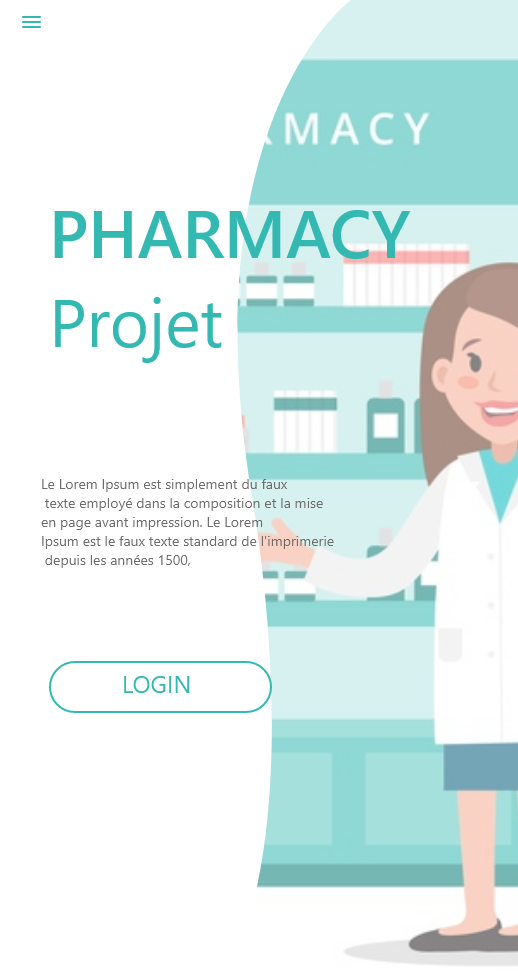 RMACY
PHARMACY
Projet
Le Lorem Ipsum est simplement du faux
texte employé dans la composition et la mise
en page avant impression. Le Lorem
Ipsum est le faux texte standard de l'imprimerie
depuis les années 1500,
LOGIN